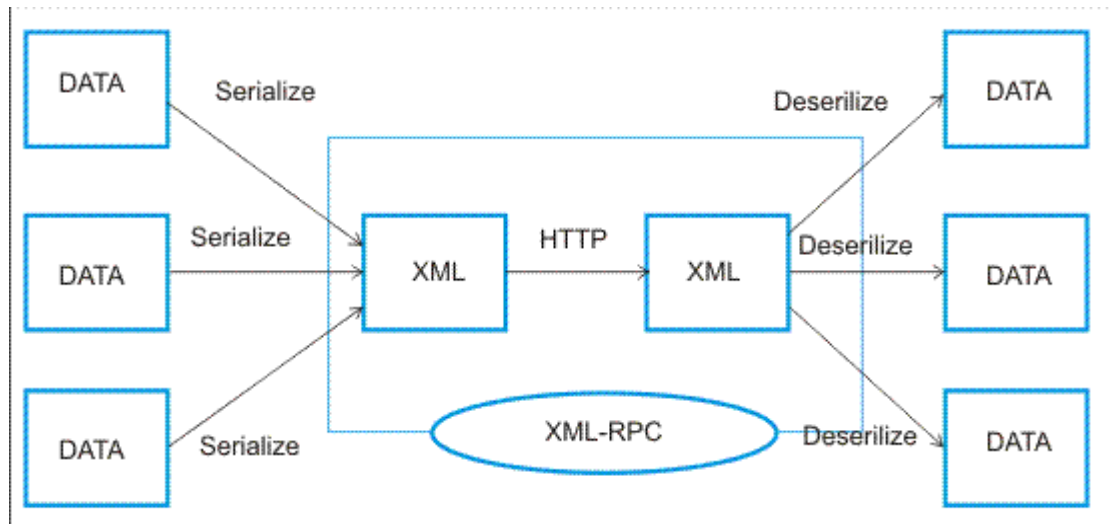 DATA
Serialize
Deserilize
DATA
Serialize
HTTP
Deserilize
DATA
XML
XML
DATA
Serialize
XML-RPC
Deserilize
DATA
DATA